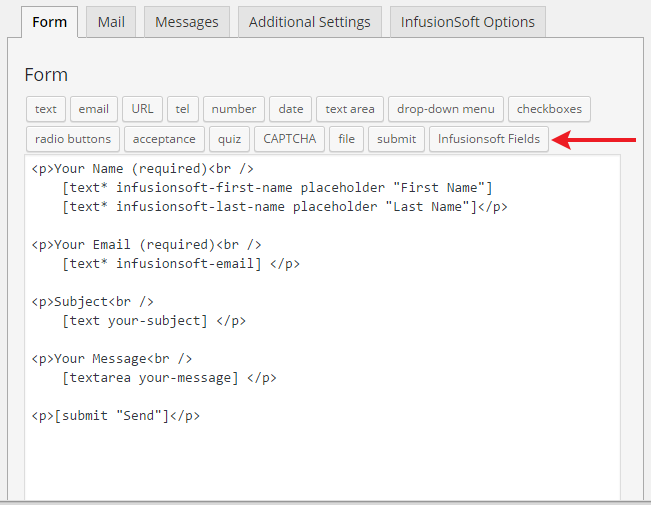 Form Mail Messages Additional Settings InfusionSoft Options
Form
text email URL tel number date text area drop-down menu checkboxes
radio buttons acceptance quiz CAPTCHA file submit Infusionsoft Fields
<p>Your Name (required)<br />
    [text* infusionsoft-first-name placeholder "First Name"]
    [text* infusionsoft-last-name placeholder "Last Name"]</p>
<p>Your Email (required)<br />
    [text* infusionsoft-email] </p>
<p>Subject<br />
    [text your-subject] </p>
<p>Your Message<br />
    [textarea your-message] </p>
<p>[submit "Send"]</p>